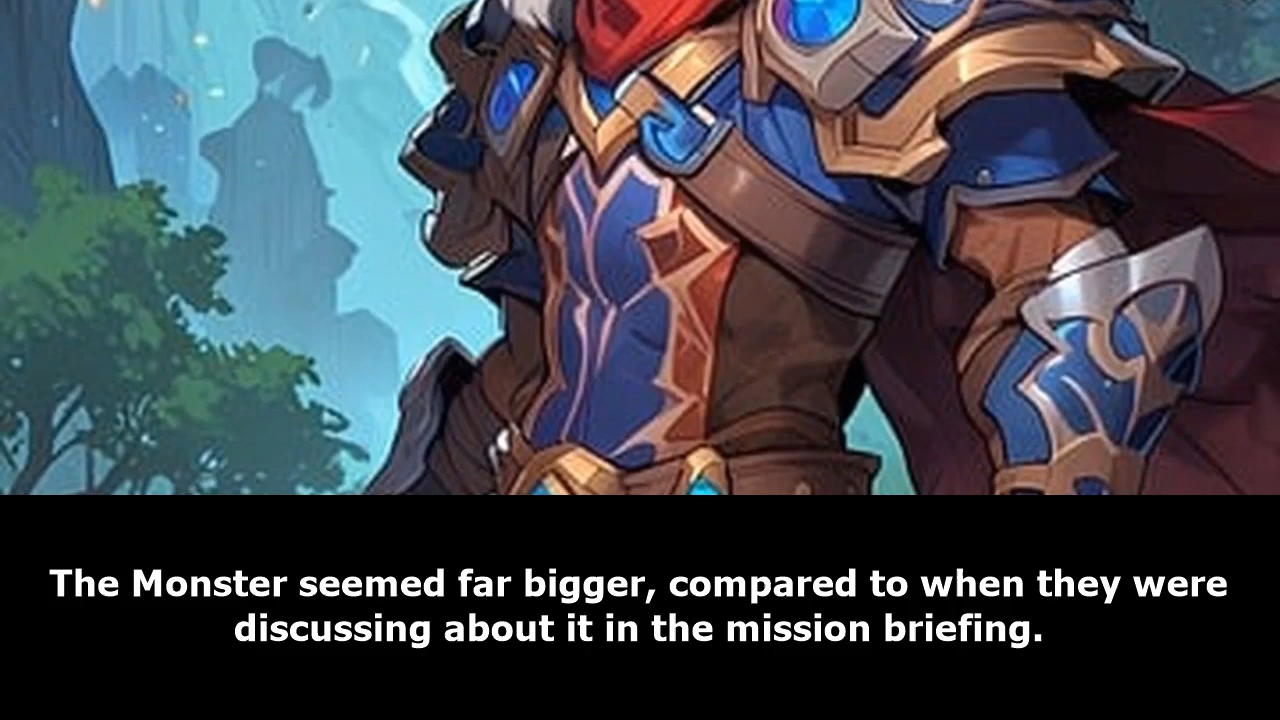 The Monster seemed far bigger, compared to when they were
discussing about it in the mission briefing.